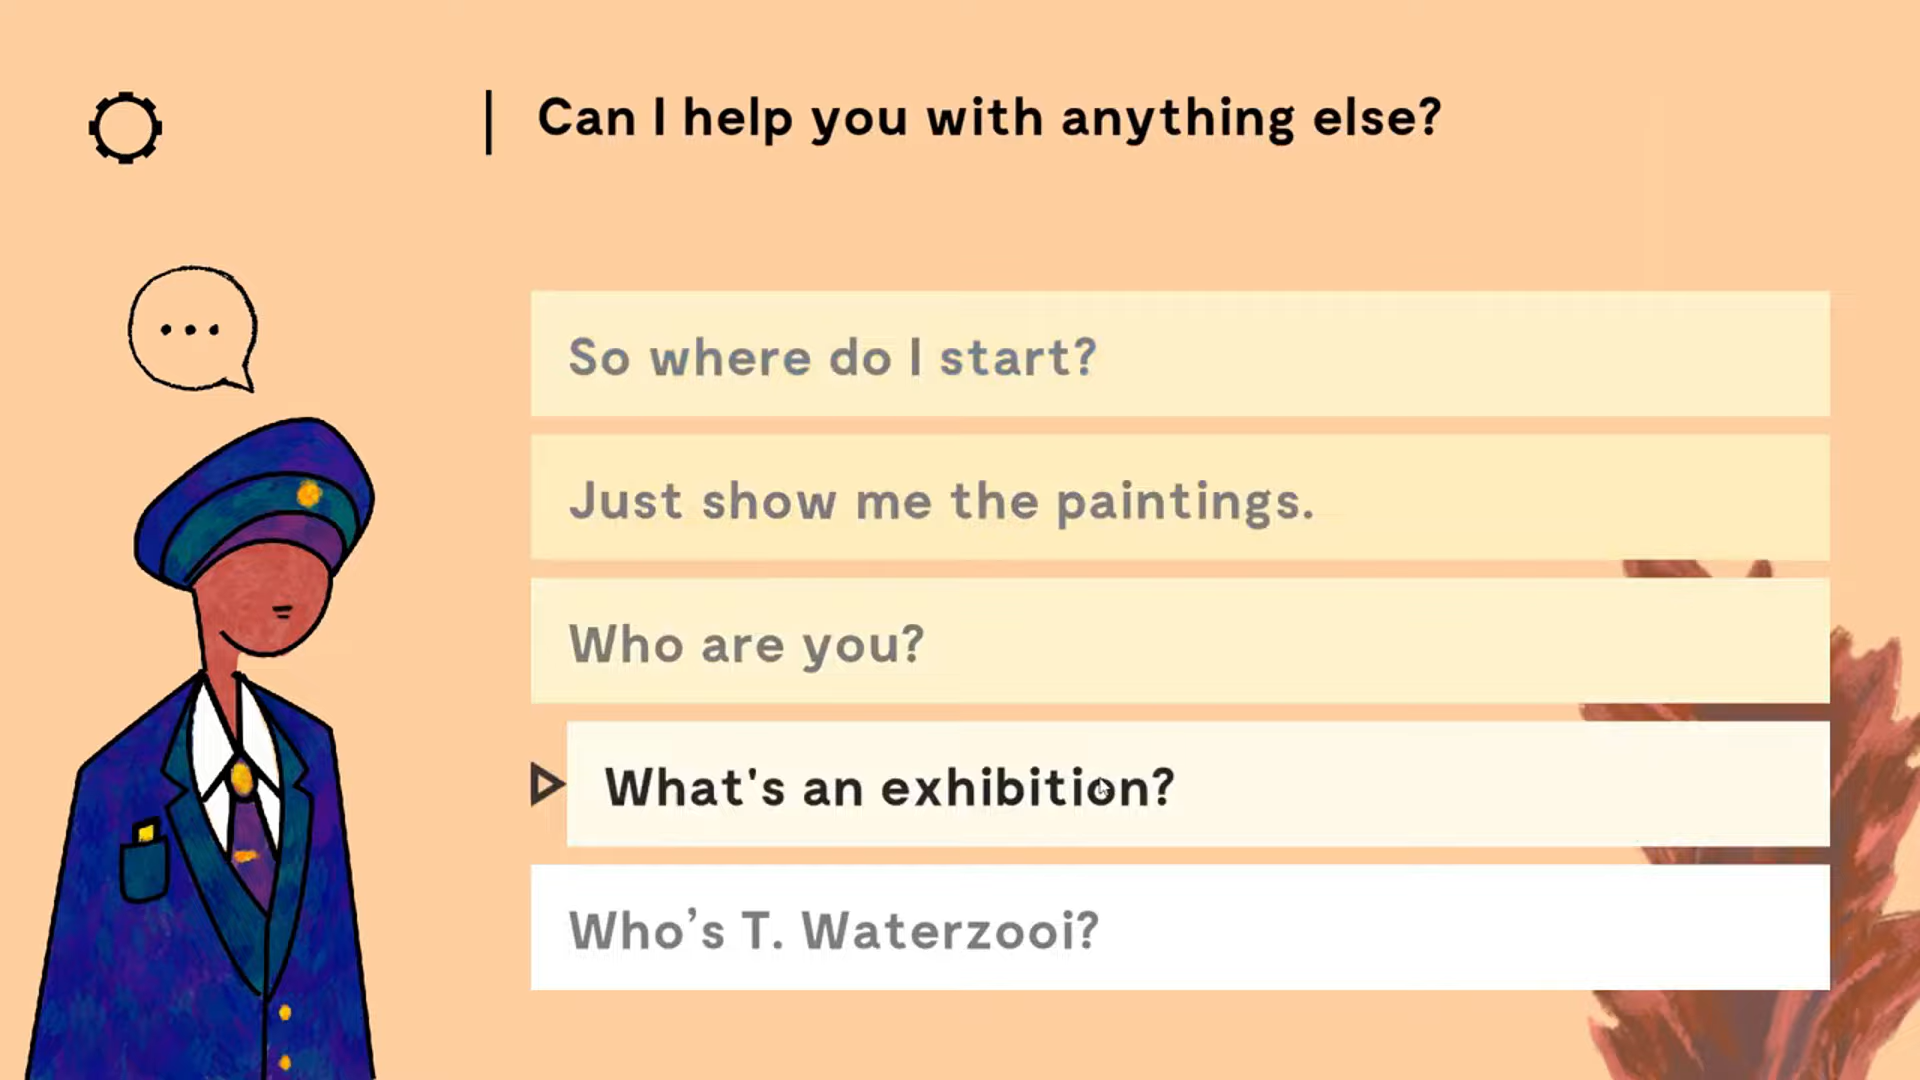 Can I help you with anything else?
So where do I start?
Just show me the paintings.
Who are you?
What's an exhibition?
Who’s T. Waterzooi?